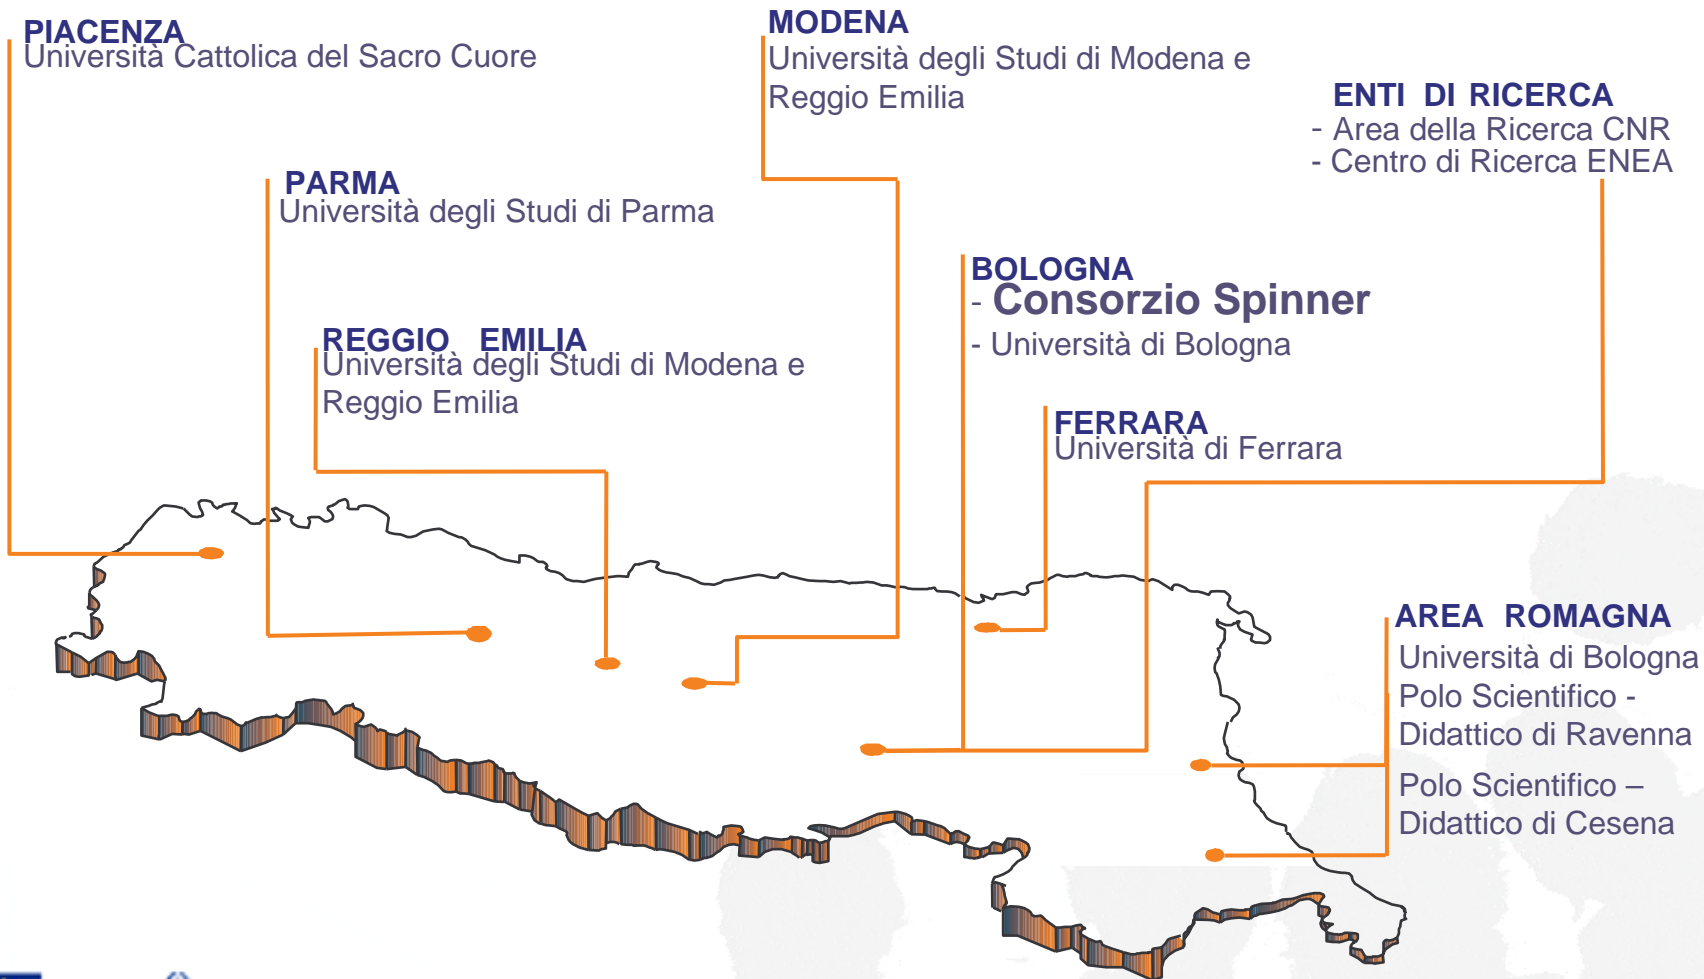 PIACENZA
Università Cattolica del Sacro Cuore
MODENA
Università degli Studi di Modena e
Reggio Emilia
ENTI DI RICERCA
- Area della Ricerca CNR
- Centro di Ricerca ENEA
PARMA
Università degli Studi di Parma
BOLOGNA
- Consorzio Spinner
- Università di Bologna
REGGIO EMILIA
Università degli Studi di Modena e
Reggio Emilia
FERRARA
Università di Ferrara
AREA ROMAGNA
Università di Bologna
Polo Scientifico -
Didattico di Ravenna
Polo Scientifico –
Didattico di Cesena